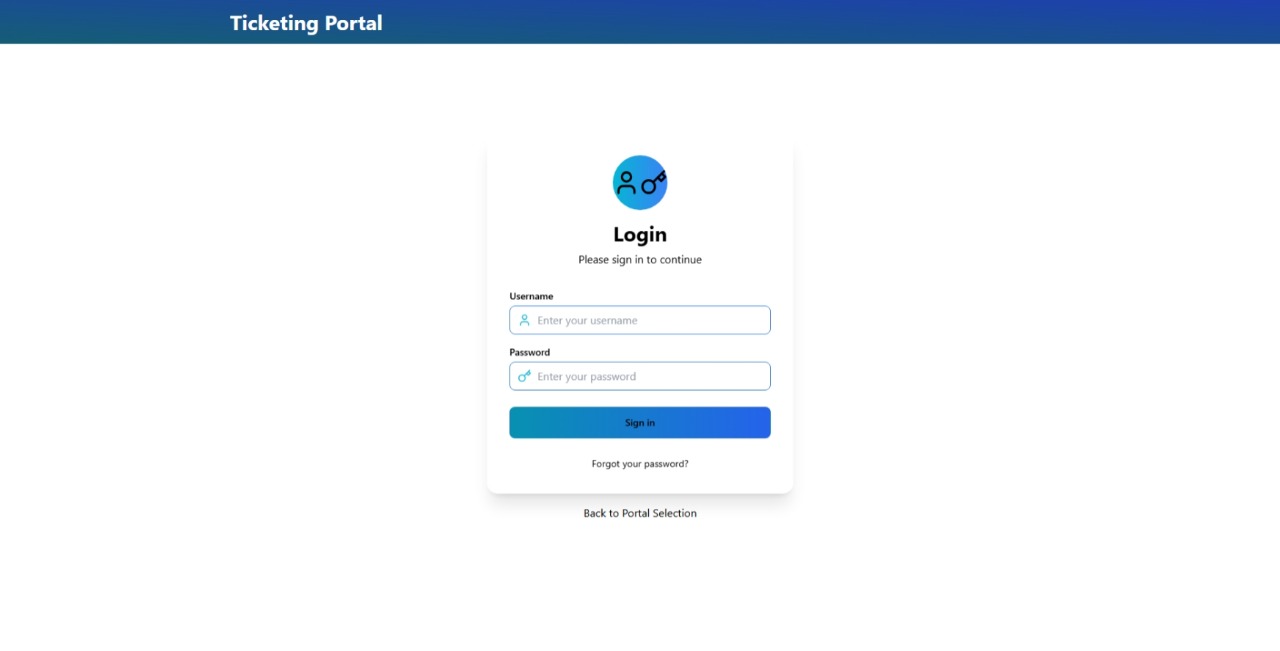 Ticketing Portal
Login
Please sign in to continue
Username
Enter your username
Password
Enter your password
Sign in
Forgot your password?
Back to Portal Selection